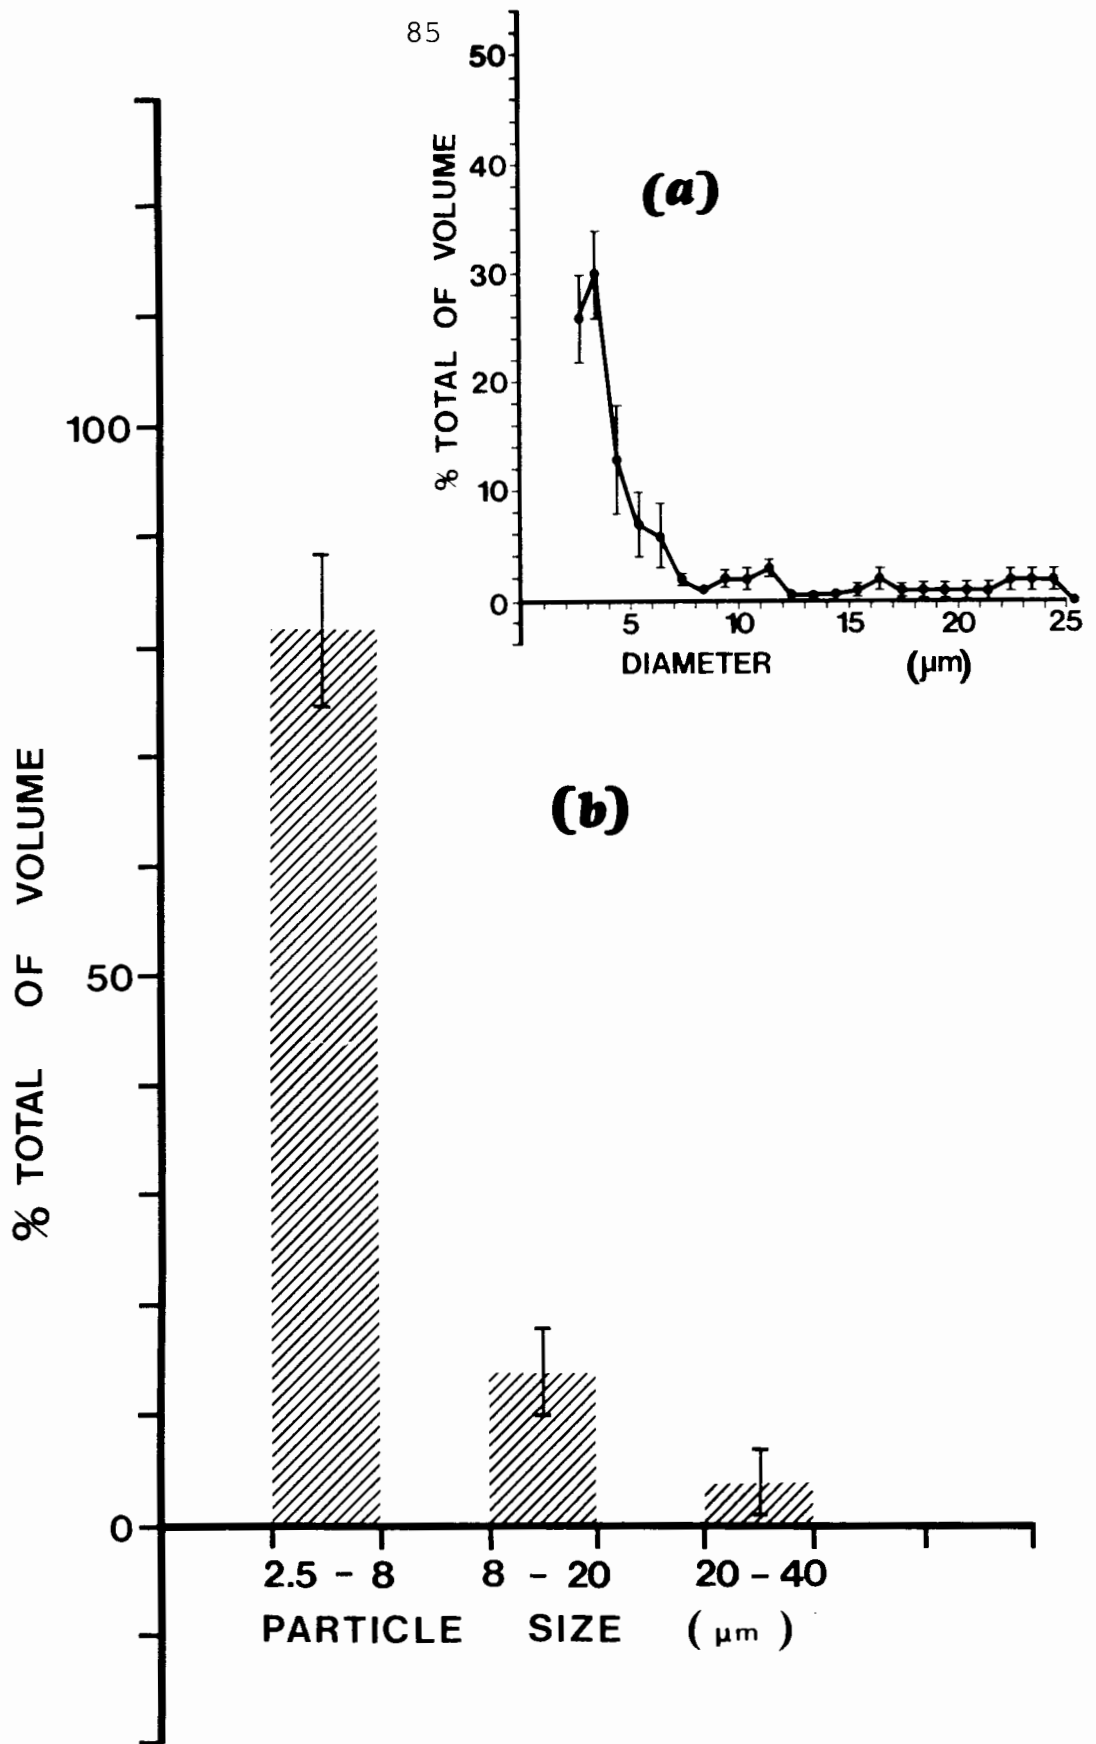 85
50
40
30
20
10
0
% TOTAL OF VOLUME
(a)
5 10 15 20 25
DIAMETER (μm)
100
50
0
% TOTAL OF VOLUME
(b)
2.5 - 8 8 - 20 20 - 40
PARTICLE SIZE (μm)